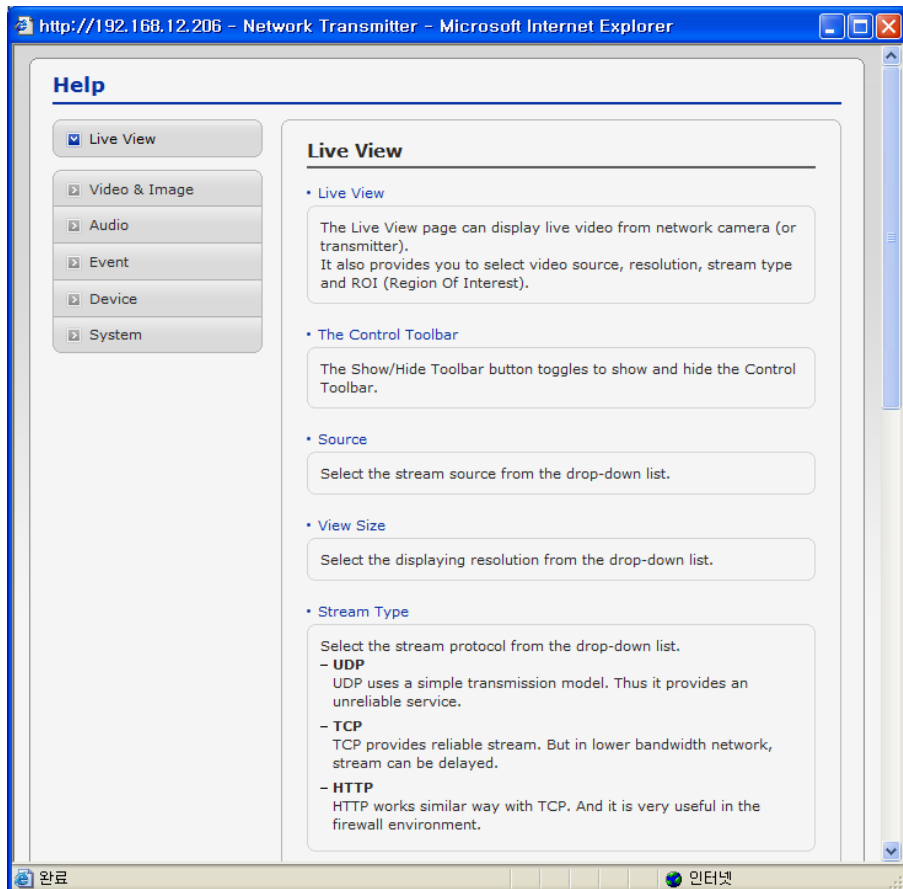 http://192.168.12.206 - Network Transmitter - Microsoft Internet Explorer
Help
Live View
Video & Image
Audio
Event
Device
System
Live View
• Live View
The Live View page can display live video from network camera (or
transmitter).
It also provides you to select video source, resolution, stream type
and ROI (Region Of Interest).
• The Control Toolbar
The Show/Hide Toolbar button toggles to show and hide the Control
Toolbar.
• Source
Select the stream source from the drop-down list.
• View Size
Select the displaying resolution from the drop-down list.
• Stream Type
Select the stream protocol from the drop-down list.
– UDP
UDP uses a simple transmission model. Thus it provides an
unreliable service.
– TCP
TCP provides reliable stream. But in lower bandwidth network,
stream can be delayed.
– HTTP
HTTP works similar way with TCP. And it is very useful in the
firewall environment.
완료
인터넷